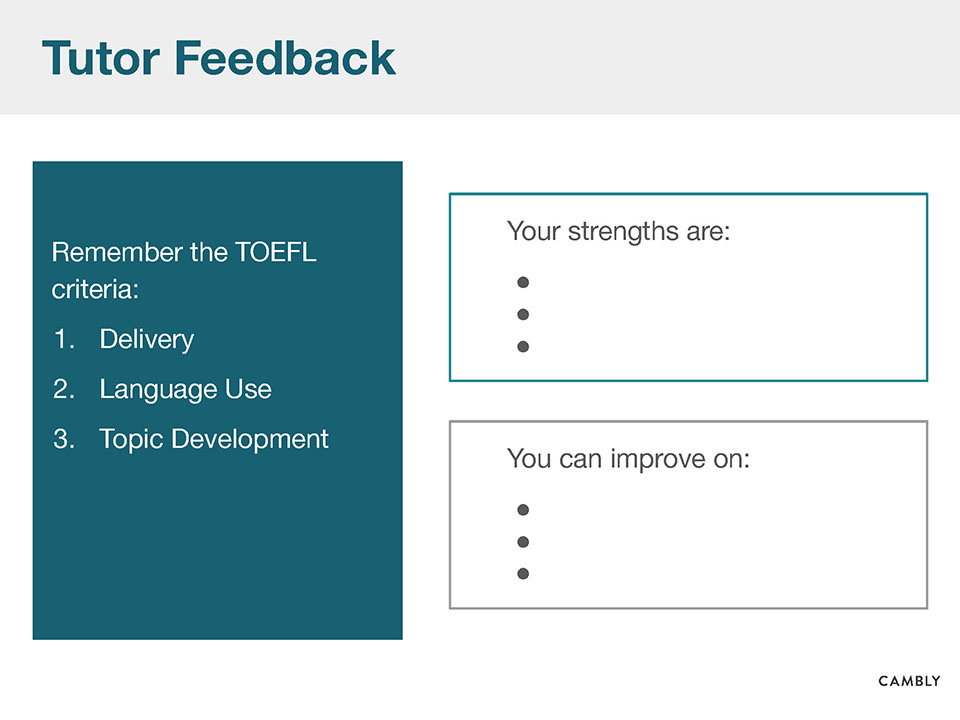 Tutor Feedback
Remember the TOEFL
criteria:
1. Delivery
2. Language Use
3. Topic Development
Your strengths are:
●
●
●
You can improve on:
●
●
●
CAMBLY